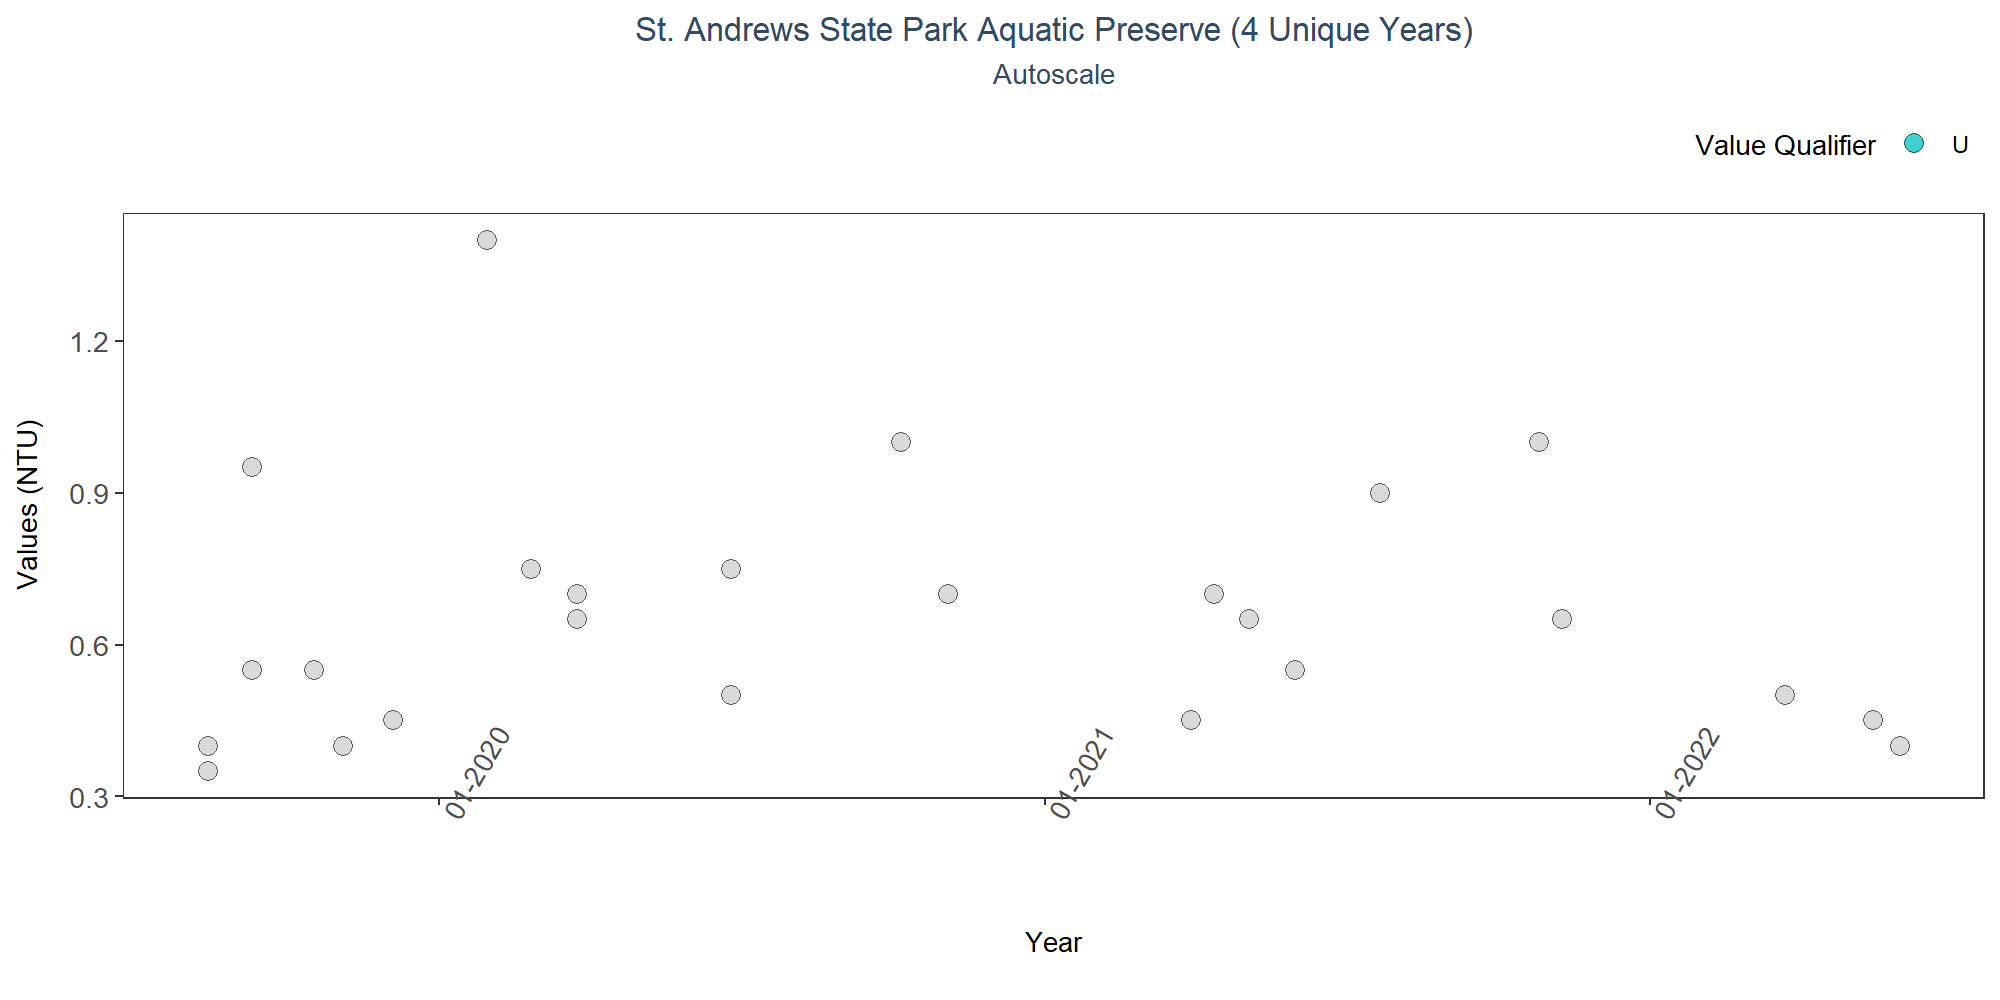 St. Andrews State Park Aquatic Preserve (4 Unique Years)
Autoscale
Value Qualifier U
1.2
0.9
0.6
0.3
Values (NTU)
01-2020
01-2021
01-2022
Year